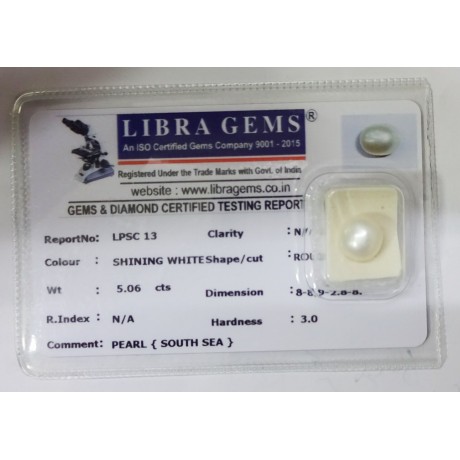 LIBRA GEMS®
An ISO Certified Gems Company 9001 - 2015
Registered Under the Trade Marks with Govt. of India
website : www.libragems.co.in
GEMS & DIAMOND CERTIFIED TESTING REPORT
ReportNo: LPSC 13 Clarity : N/A
Colour : SHINING WHITE Shape/cut :
Wt : 5.06 cts Dimension :
R.Index : N/A Hardness : 3.0
Comment: PEARL { SOUTH SEA }